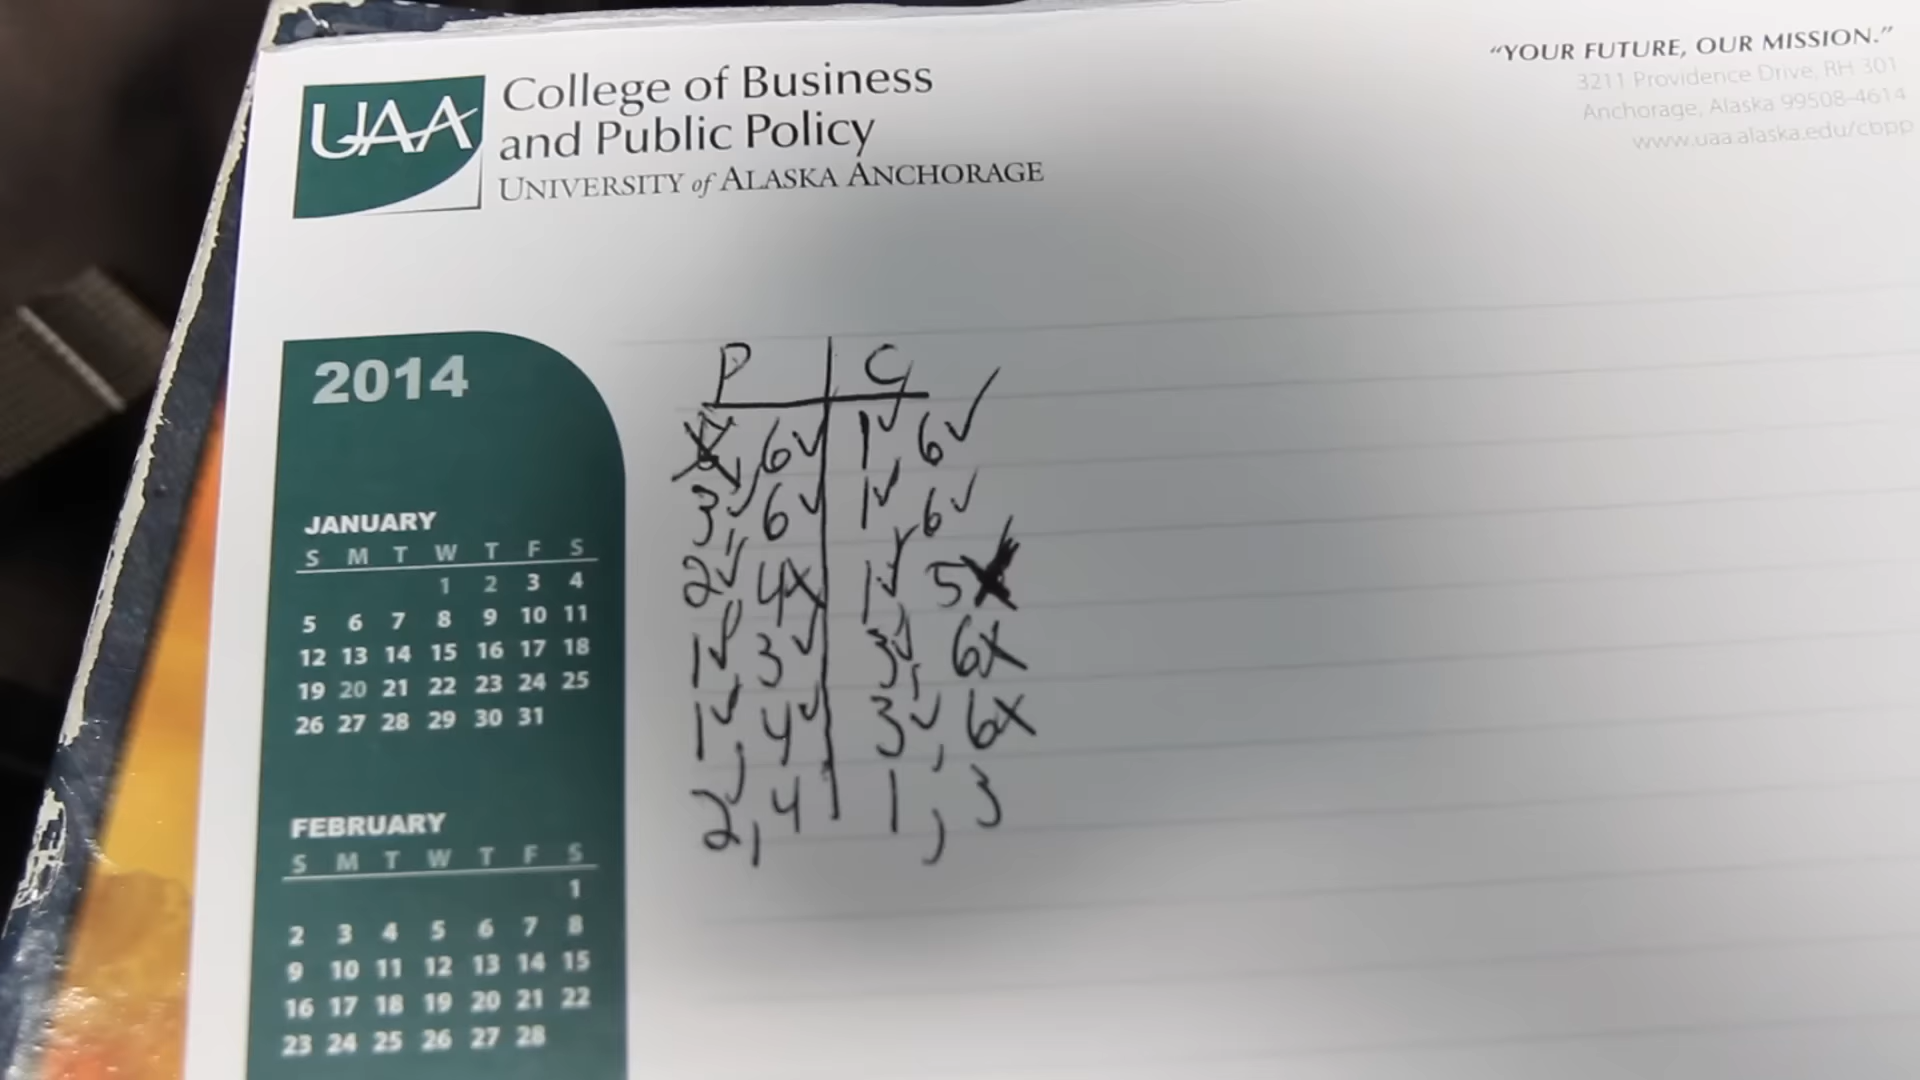 "YOUR FUTURE, OUR MISSION."
3211 Providence Drive, RH 301
Anchorage, Alaska 99508-4614
www.uaa.alaska.edu/cbpp
UAA
College of Business
and Public Policy
UNIVERSITY of ALASKA ANCHORAGE
2014
JANUARY
S M T W T F S
1 2 3 4
5 6 7 8 9 10 11
12 13 14 15 16 17 18
19 20 21 22 23 24 25
26 27 28 29 30 31
FEBRUARY
S M T W T F S
1
2 3 4 5 6 7 8
9 10 11 12 13 14 15
16 17 18 19 20 21 22
23 24 25 26 27 28
P C
6✓ 1✓ 6✓
3✓, 6✓ 1✓, 6✓
2✓, 4X 1✓, 5X
1✓, 3✓ 3✓, 6X
1✓, 4✓ 3✓, 6X
2, 4 1, 3